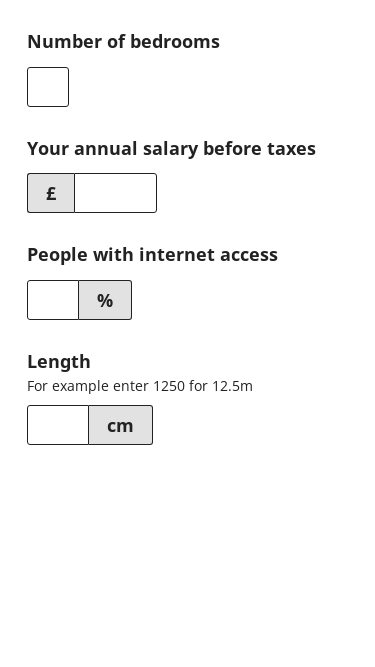 Number of bedrooms
Your annual salary before taxes
£
People with internet access
%
Length
For example enter 1250 for 12.5m
cm